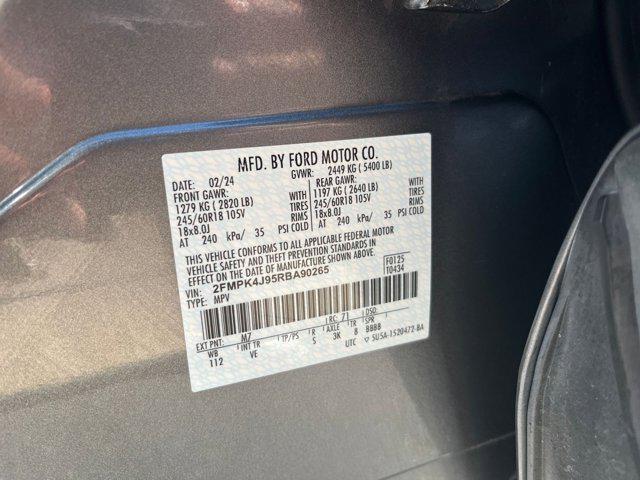 MFD. BY FORD MOTOR CO.
DATE: 02/24 GVWR: 2449 KG ( 5400 LB)
FRONT GAWR: REAR GAWR: WITH
1279 KG ( 2820 LB) WITH 1197 KG ( 2640 LB) TIRES
245/60R18 105V TIRES 245/60R18 105V RIMS
18x8.0J RIMS 18x8.0J PSI COLD
AT 240 kPa/ 35 PSI COLD AT 240 kPa/ 35
THIS VEHICLE CONFORMS TO ALL APPLICABLE FEDERAL MOTOR
VEHICLE SAFETY AND THEFT PREVENTION STANDARDS IN
EFFECT ON THE DATE OF MANUFACTURE SHOWN ABOVE.
VIN: 2FMPK4J95RBA90265 F0125
TYPE: MPV T0434
EXT PNT: M7 RC: 71 DSO:
WB INT TR TP/PS R AXLE TR SPR
112 VE S 3K B BBBB
UTC 5U5A-1520472-BA